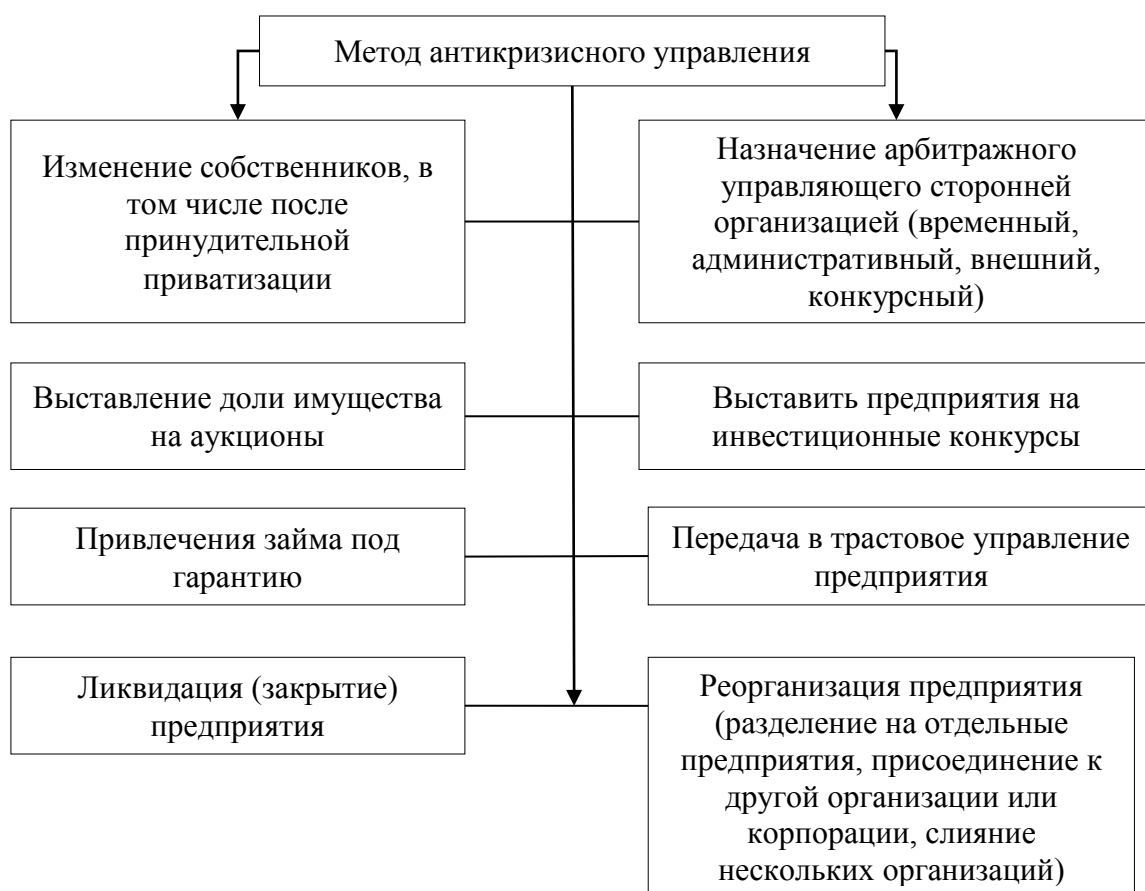 Метод антикризисного управления
Изменение собственников, в
том числе после
принудительной
приватизации
Назначение арбитражного
управляющего сторонней
организацией (временный,
административный, внешний,
конкурсный)
Выставление доли имущества
на аукционы
Выставить предприятия на
инвестиционные конкурсы
Привлечения займа под
гарантию
Передача в трастовое управление
предприятия
Ликвидация (закрытие)
предприятия
Реорганизация предприятия
(разделение на отдельные
предприятия, присоединение к
другой организации или
корпорации, слияние
нескольких организаций)